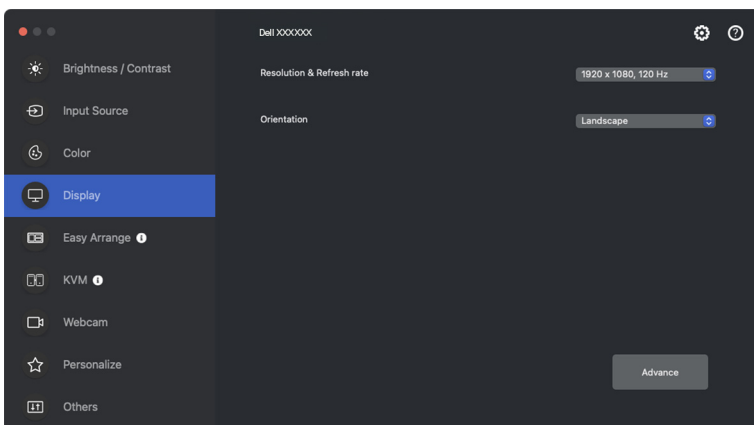 Dell XXXXXX
Brightness / Contrast
Input Source
Color
Display
Easy Arrange
KVM
Webcam
Personalize
Others
Resolution & Refresh rate
1920 x 1080, 120 Hz
Orientation
Landscape
Advance